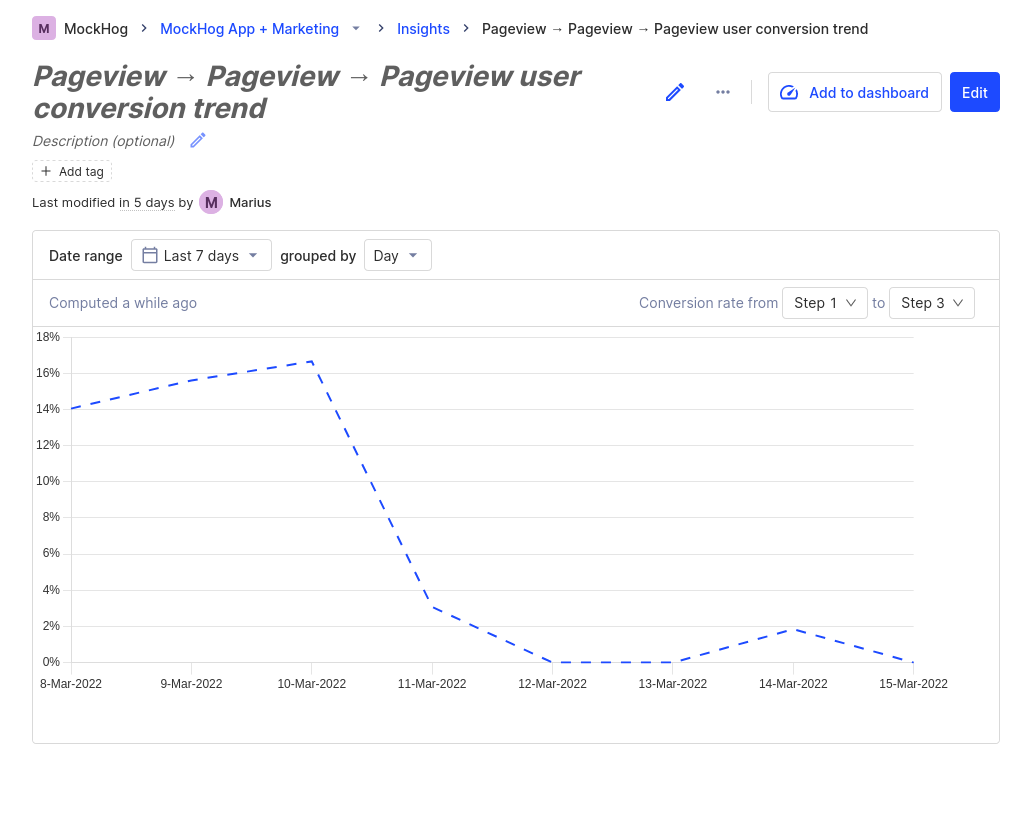 M MockHog > MockHog App + Marketing > Insights > Pageview → Pageview → Pageview user conversion trend
Pageview → Pageview → Pageview user
conversion trend
Add to dashboard
Edit
Description (optional)
+ Add tag
Last modified in 5 days by M Marius
Date range Last 7 days grouped by Day
Computed a while ago
Conversion rate from Step 1 to Step 3
18%
16%
14%
12%
10%
8%
6%
4%
2%
0%
8-Mar-2022 9-Mar-2022 10-Mar-2022 11-Mar-2022 12-Mar-2022 13-Mar-2022 14-Mar-2022 15-Mar-2022